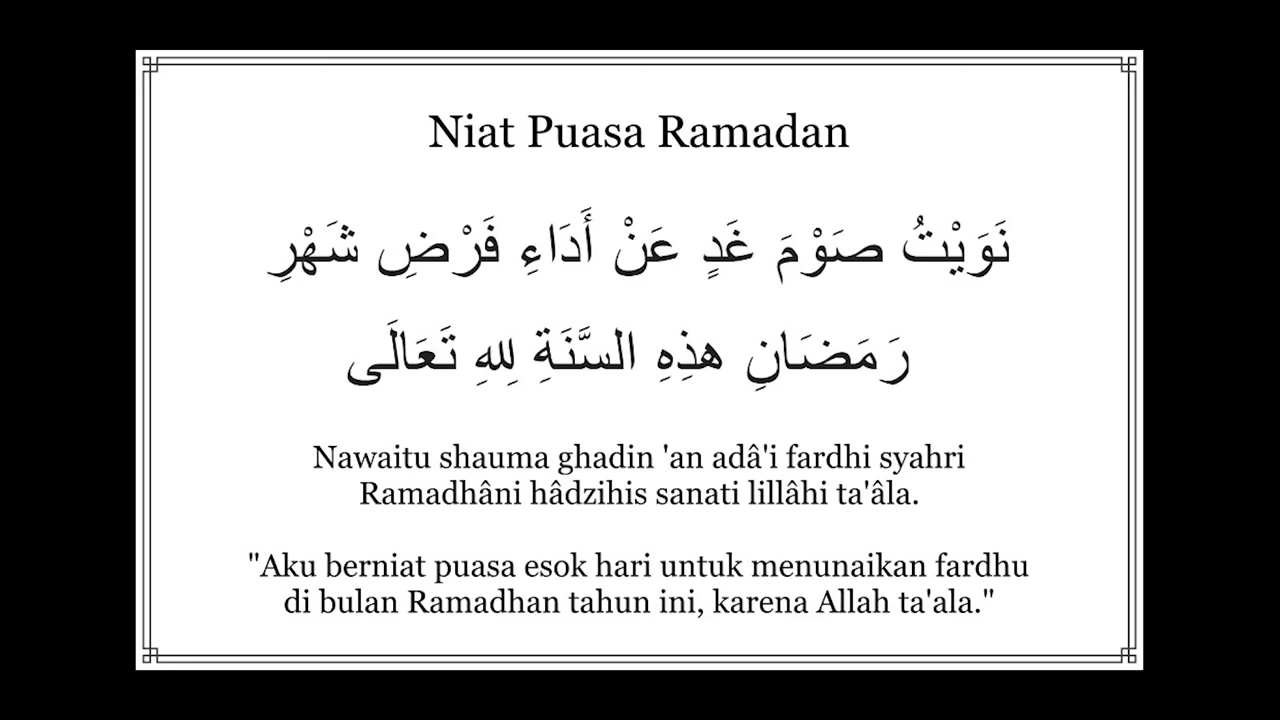 Niat Puasa Ramadan
نَوَيْتُ صَوْمَ غَدٍ عَنْ أَدَاءِ فَرْضِ شَهْرِ
رَمَضَانِ هذِهِ السَّنَةِ لِلهِ تَعَالَى
Nawaitu shauma ghadin 'an adâ'i fardhi syahri
Ramadhâni hâdzihis sanati lillâhi ta'âla.
"Aku berniat puasa esok hari untuk menunaikan fardhu
di bulan Ramadhan tahun ini, karena Allah ta'ala."